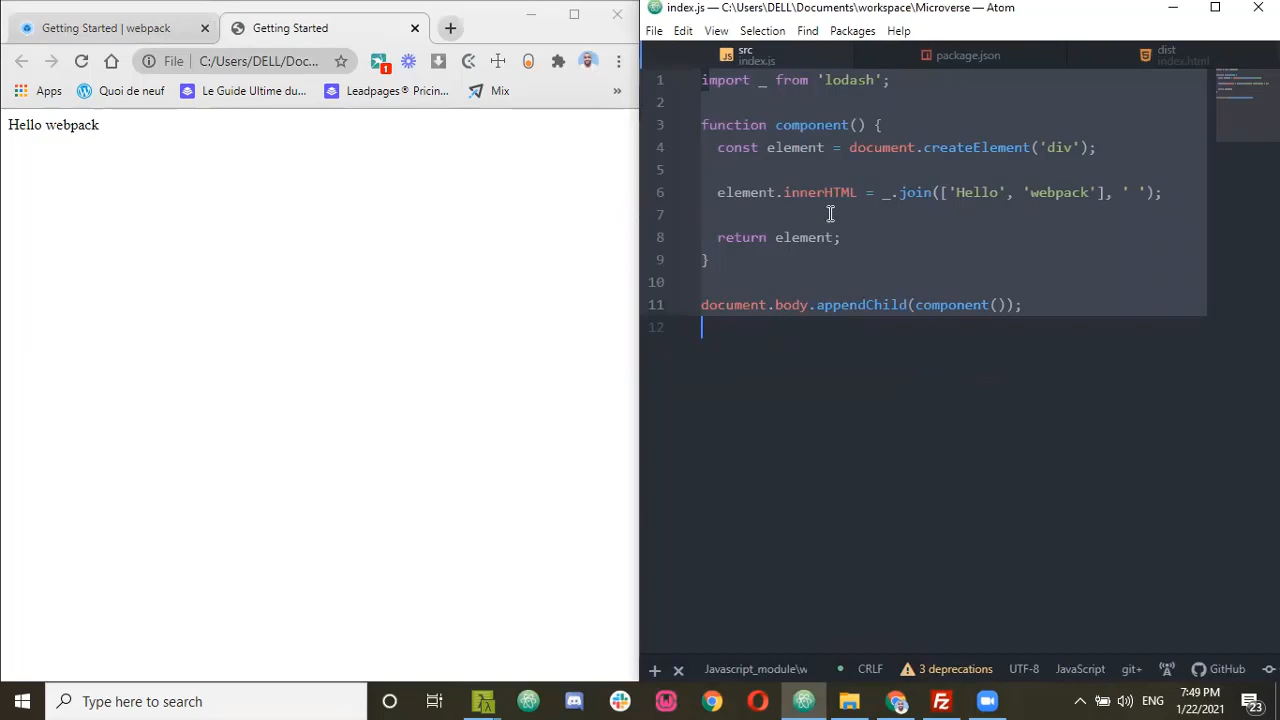 Getting Started | webpack
Getting Started
File
C:/Users/DELL/Doc...
1
Apps
Quoi de neuf
Le Guide Ultime du...
Leadpages® Pricin...
Mix
»
Hello webpack
index.js — C:\Users\DELL\Documents\workspace\Microverse — Atom
File Edit View Selection Find Packages Help
src
index.js
package.json
dist
index.html
1 import _ from 'lodash';
2
3 function component() {
4 const element = document.createElement('div');
5
6 element.innerHTML = _.join(['Hello', 'webpack'], ' ');
7
8 return element;
9 }
10
11 document.body.appendChild(component());
12
Javascript_module\w
CRLF
3 deprecations
UTF-8
JavaScript
git+
GitHub
Type here to search
ENG
7:49 PM
1/22/2021
23